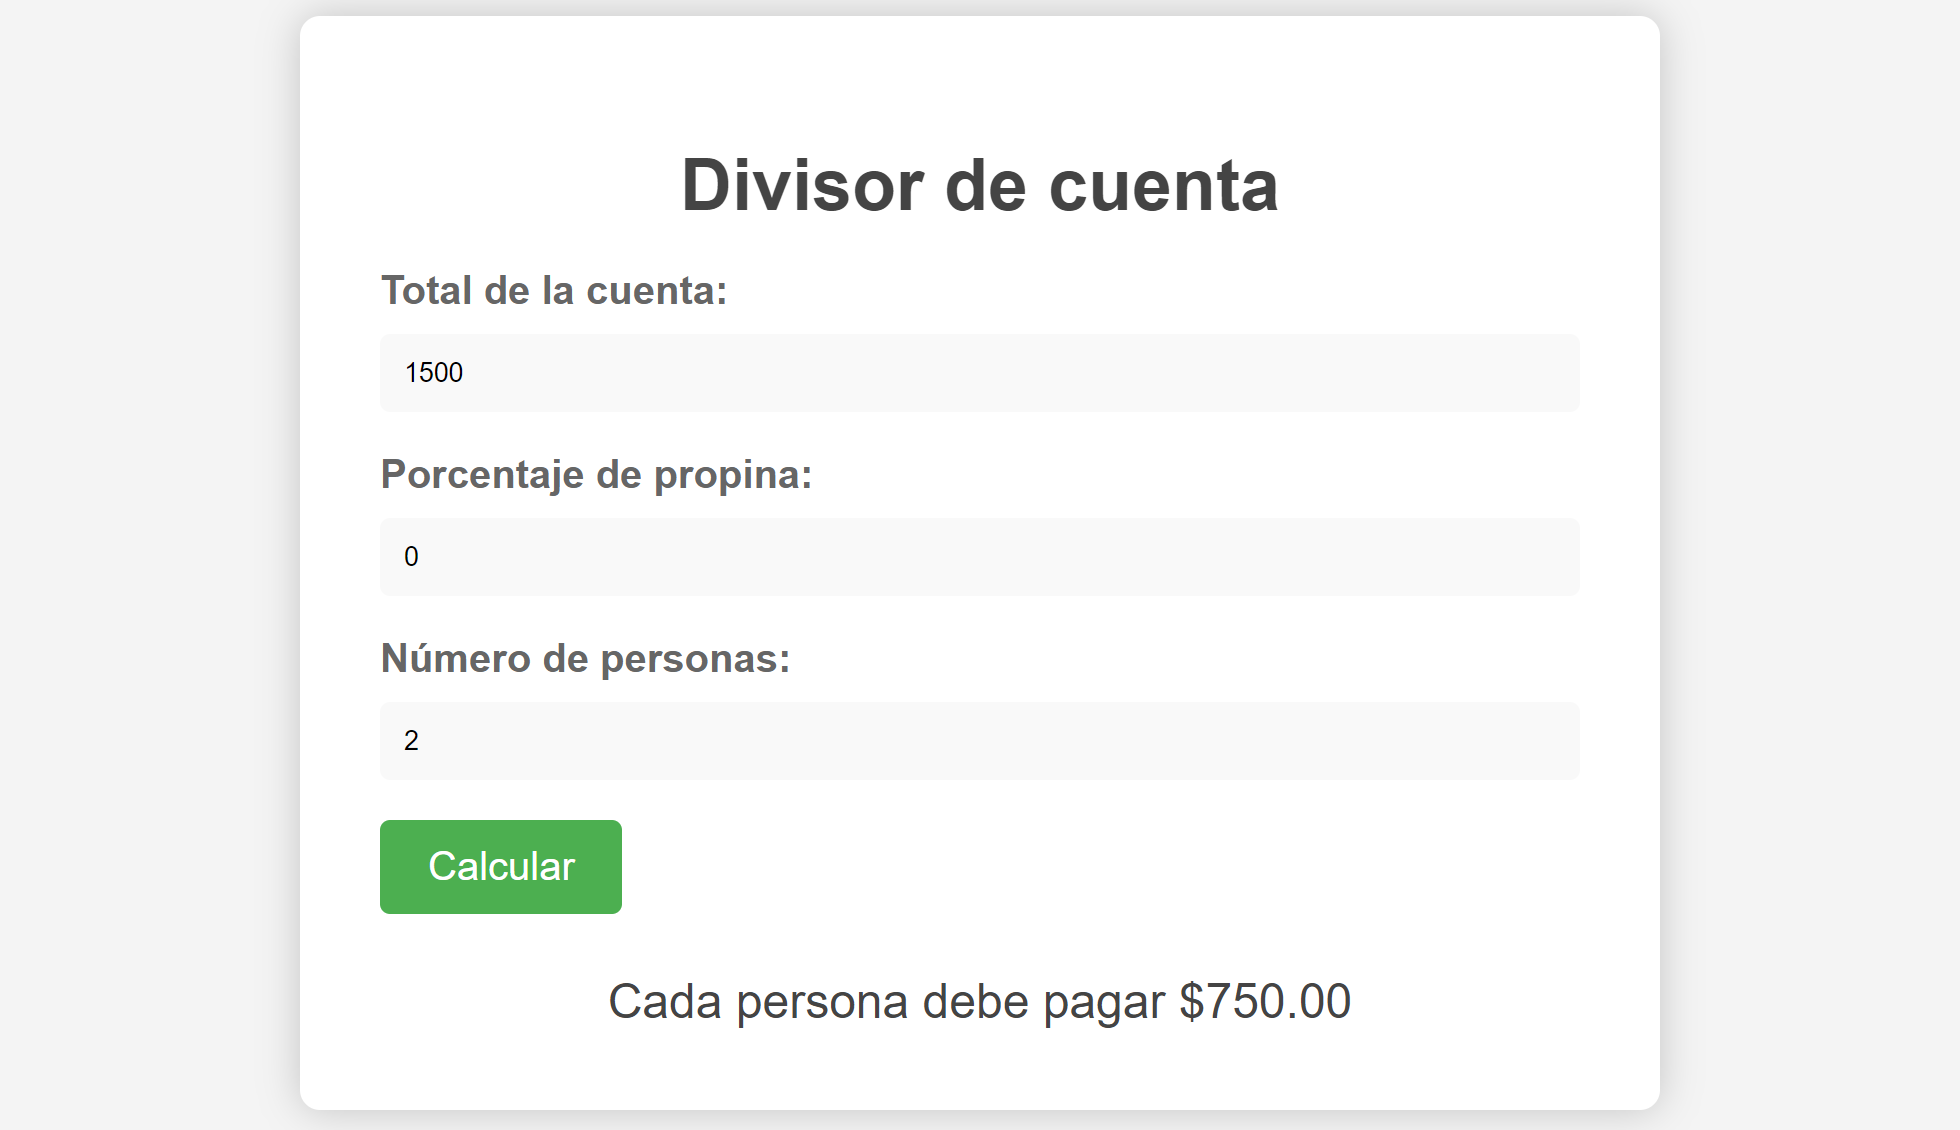 Divisor de cuenta
Total de la cuenta:
1500
Porcentaje de propina:
0
Número de personas:
2
Calcular
Cada persona debe pagar $750.00